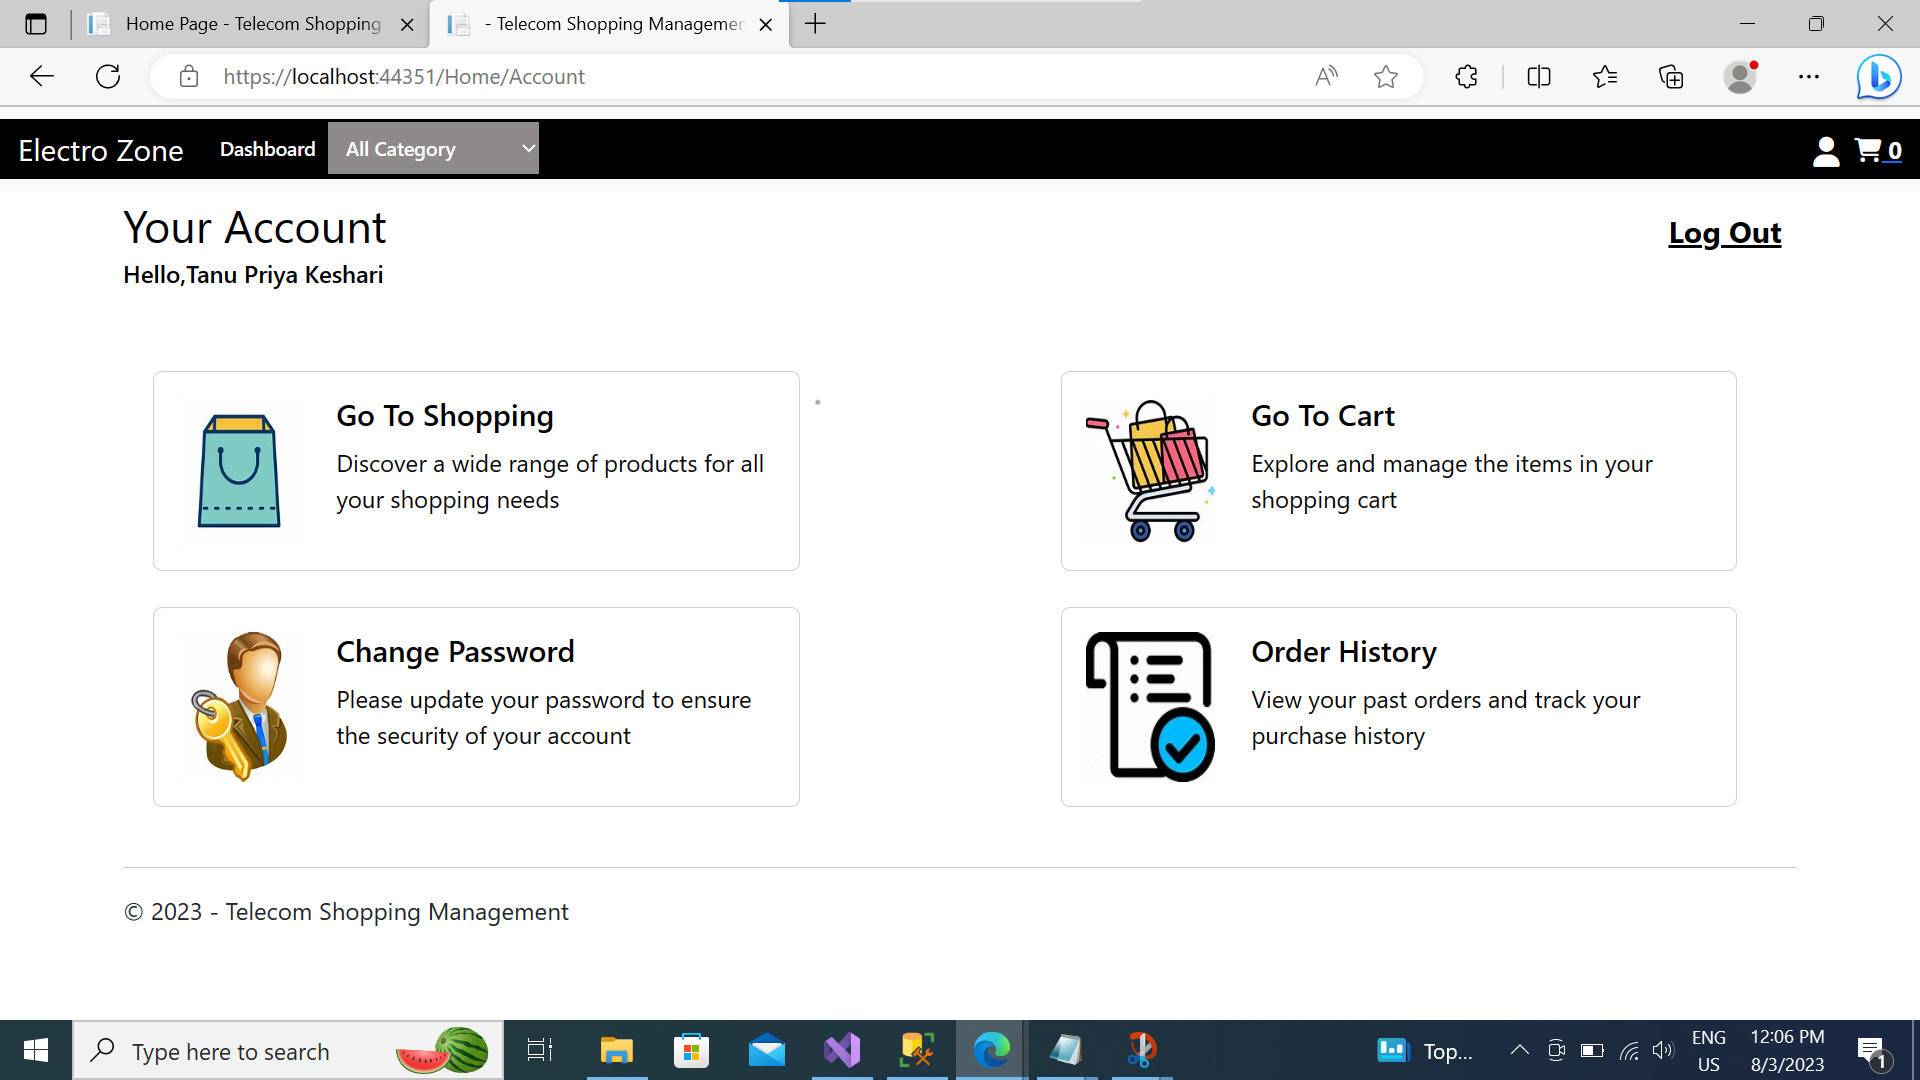 Home Page - Telecom Shopping
- Telecom Shopping Managemen
https://localhost:44351/Home/Account
Electro Zone
Dashboard
All Category
0
Your Account
Log Out
Hello,Tanu Priya Keshari
Go To Shopping
Discover a wide range of products for all
your shopping needs
Go To Cart
Explore and manage the items in your
shopping cart
Change Password
Please update your password to ensure
the security of your account
Order History
View your past orders and track your
purchase history
© 2023 - Telecom Shopping Management
Type here to search
Top...
ENG
US
12:06 PM
8/3/2023
1